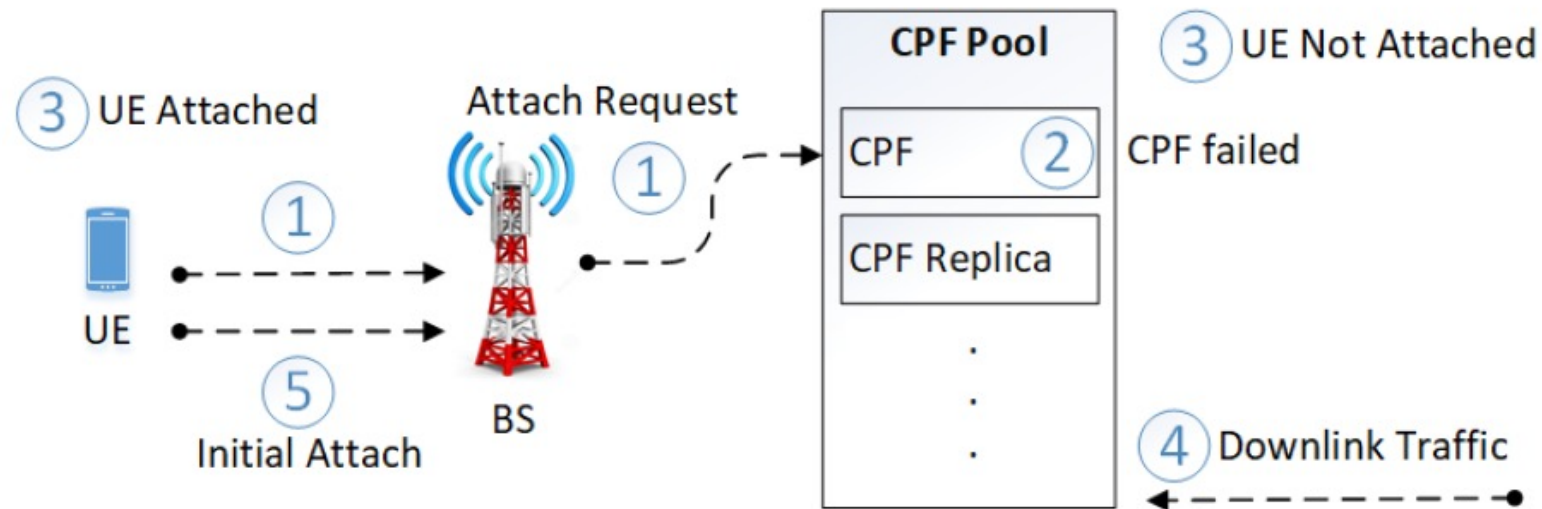 CPF Pool
3 UE Not Attached
3 UE Attached
Attach Request
1
CPF 2 CPF failed
1
UE
CPF Replica
.
.
.
5
Initial Attach
BS
4 Downlink Traffic